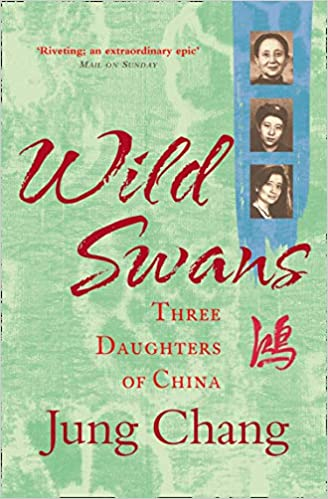 ‘Riveting; an extraordinary epic’
MAIL ON SUNDAY
Wild
Swans
THREE
DAUGHTERS
OF CHINA
鴻
Jung Chang